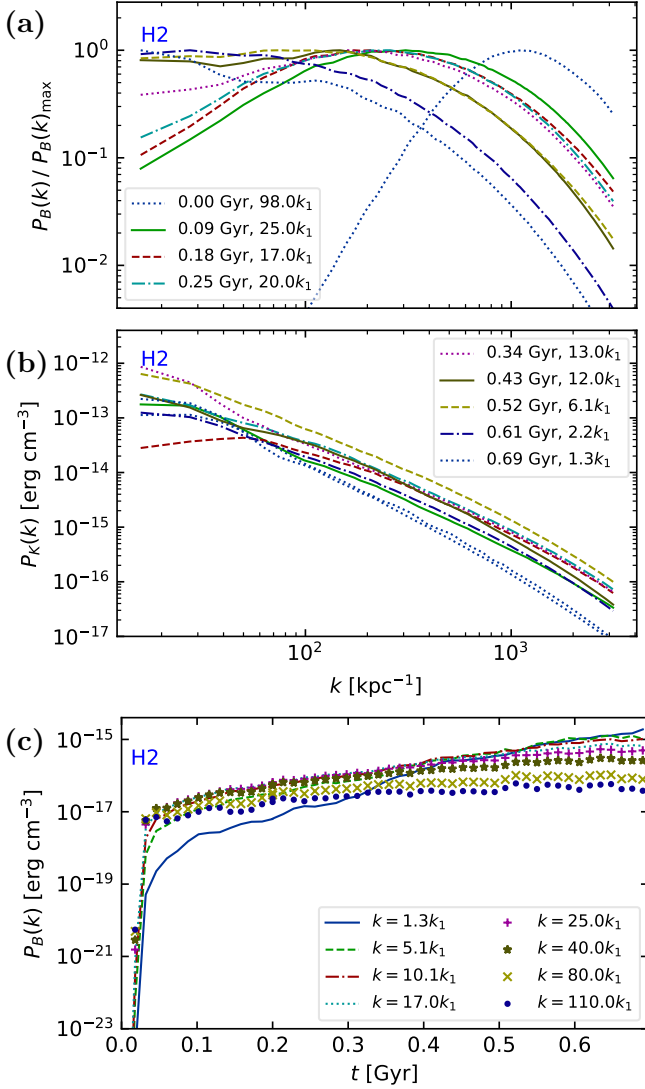 (a)
H2
10^0
10^{-1}
10^{-2}
P_B(k) / P_B(k)_max
0.00 Gyr, 98.0k_1
0.09 Gyr, 25.0k_1
0.18 Gyr, 17.0k_1
0.25 Gyr, 20.0k_1
(b)
H2
10^{-12}
10^{-13}
10^{-14}
10^{-15}
10^{-16}
10^{-17}
P_K(k) [erg cm^{-3}]
0.34 Gyr, 13.0k_1
0.43 Gyr, 12.0k_1
0.52 Gyr, 6.1k_1
0.61 Gyr, 2.2k_1
0.69 Gyr, 1.3k_1
10^2 10^3
k [kpc^{-1}]
(c)
H2
10^{-15}
10^{-17}
10^{-19}
10^{-21}
10^{-23}
P_B(k) [erg cm^{-3}]
k = 1.3k_1
k = 5.1k_1
k = 10.1k_1
k = 17.0k_1
k = 25.0k_1
k = 40.0k_1
k = 80.0k_1
k = 110.0k_1
0.0 0.1 0.2 0.3 0.4 0.5 0.6
t [Gyr]